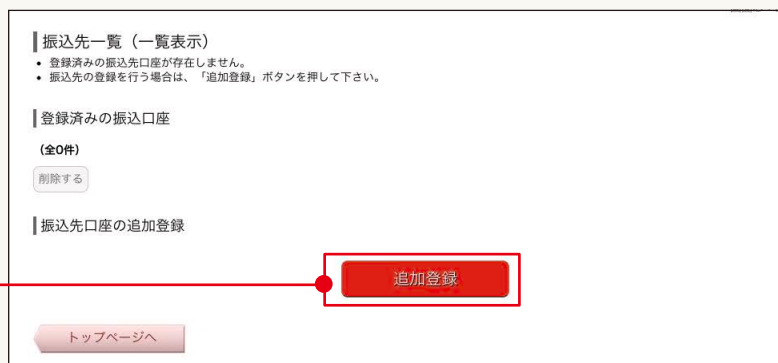 振込先一覧（一覧表示）
• 登録済みの振込先口座が存在しません。
• 振込先の登録を行う場合は、「追加登録」ボタンを押して下さい。
登録済みの振込口座
（全0件）
削除する
振込先口座の追加登録
追加登録
トップページへ